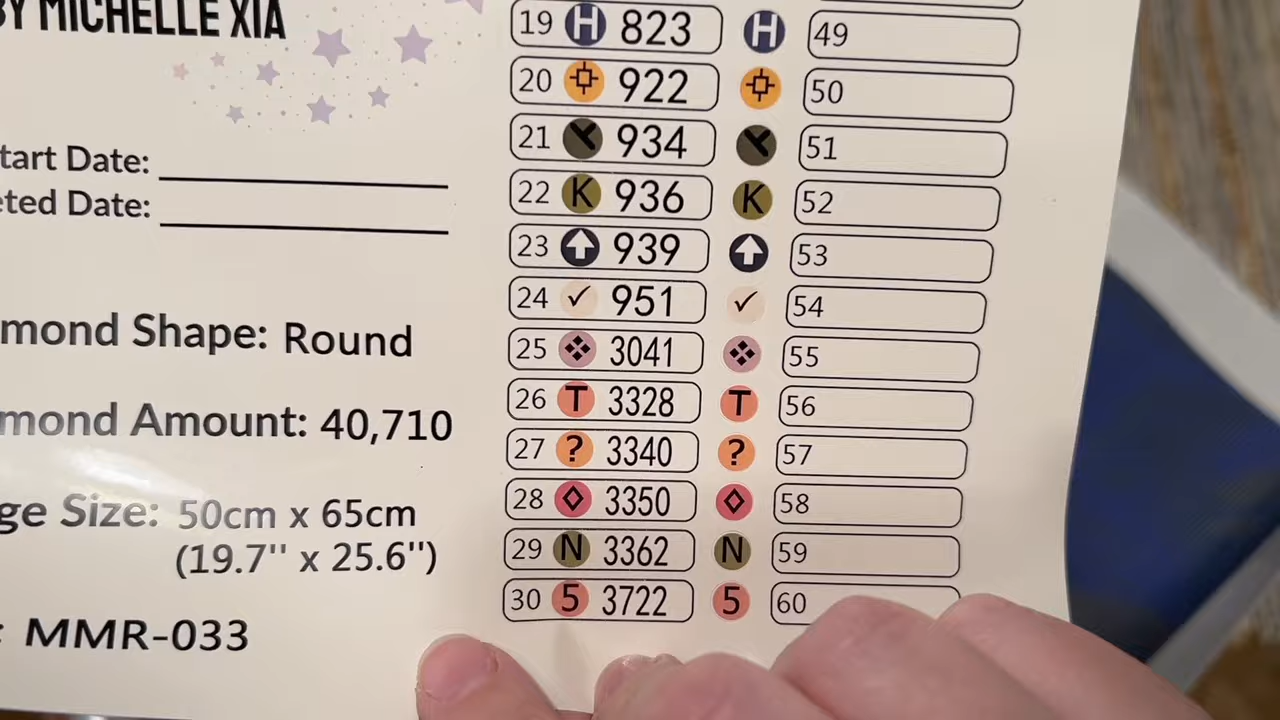 BY MICHELLE XIA
tart Date:
eted Date:
mond Shape: Round
mond Amount: 40,710
ge Size: 50cm x 65cm
(19.7" x 25.6")
: MMR-033
19 H 823 H 49
20 922 50
21 934 51
22 K 936 K 52
23 939 53
24 ✓ 951 ✓ 54
25 3041 55
26 T 3328 T 56
27 ? 3340 ? 57
28 3350 58
29 N 3362 N 59
30 5 3722 5 60